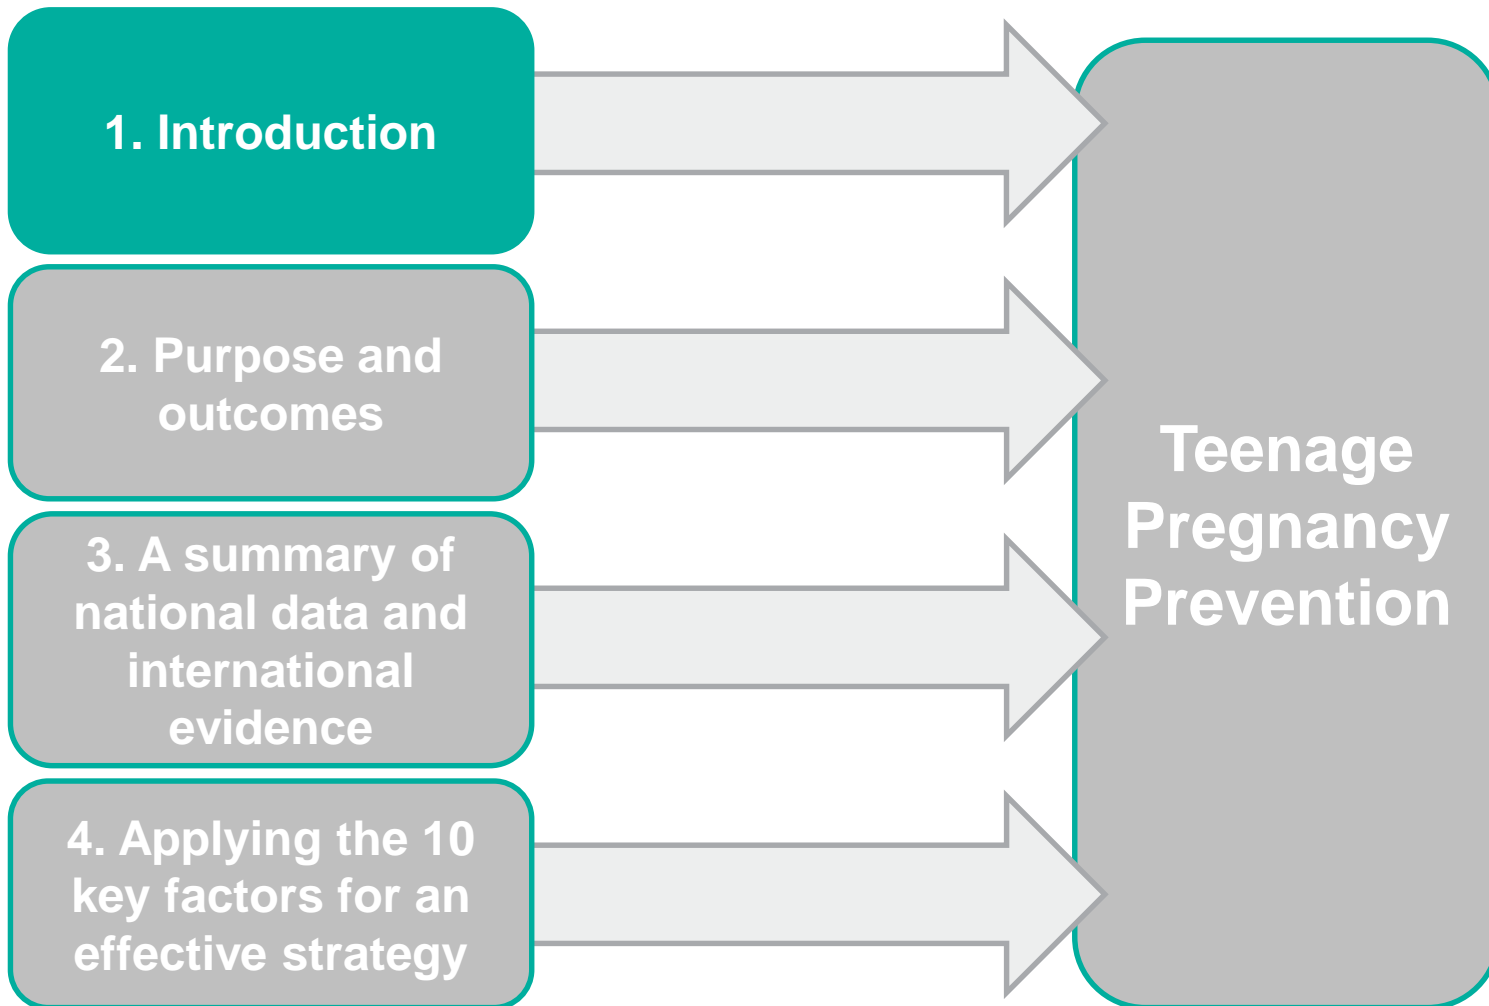 1. Introduction
2. Purpose and
outcomes
3. A summary of
national data and
international
evidence
4. Applying the 10
key factors for an
effective strategy
Teenage
Pregnancy
Prevention